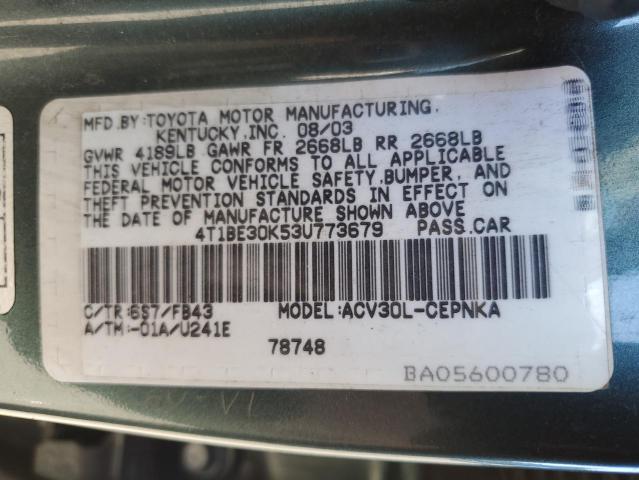 MFD.BY:TOYOTA MOTOR MANUFACTURING,
KENTUCKY,INC. 08/03
GVWR 4189LB GAWR FR 2668LB RR 2668LB
THIS VEHICLE CONFORMS TO ALL APPLICABLE
FEDERAL MOTOR VEHICLE SAFETY,BUMPER, AND
THEFT PREVENTION STANDARDS IN EFFECT ON
THE DATE OF MANUFACTURE SHOWN ABOVE
4T1BE30K53U773679 PASS.CAR
C/TR:6S7/FB43 MODEL:ACV30L-CEPNKA
A/TM:-01A/U241E
78748
BA05600780